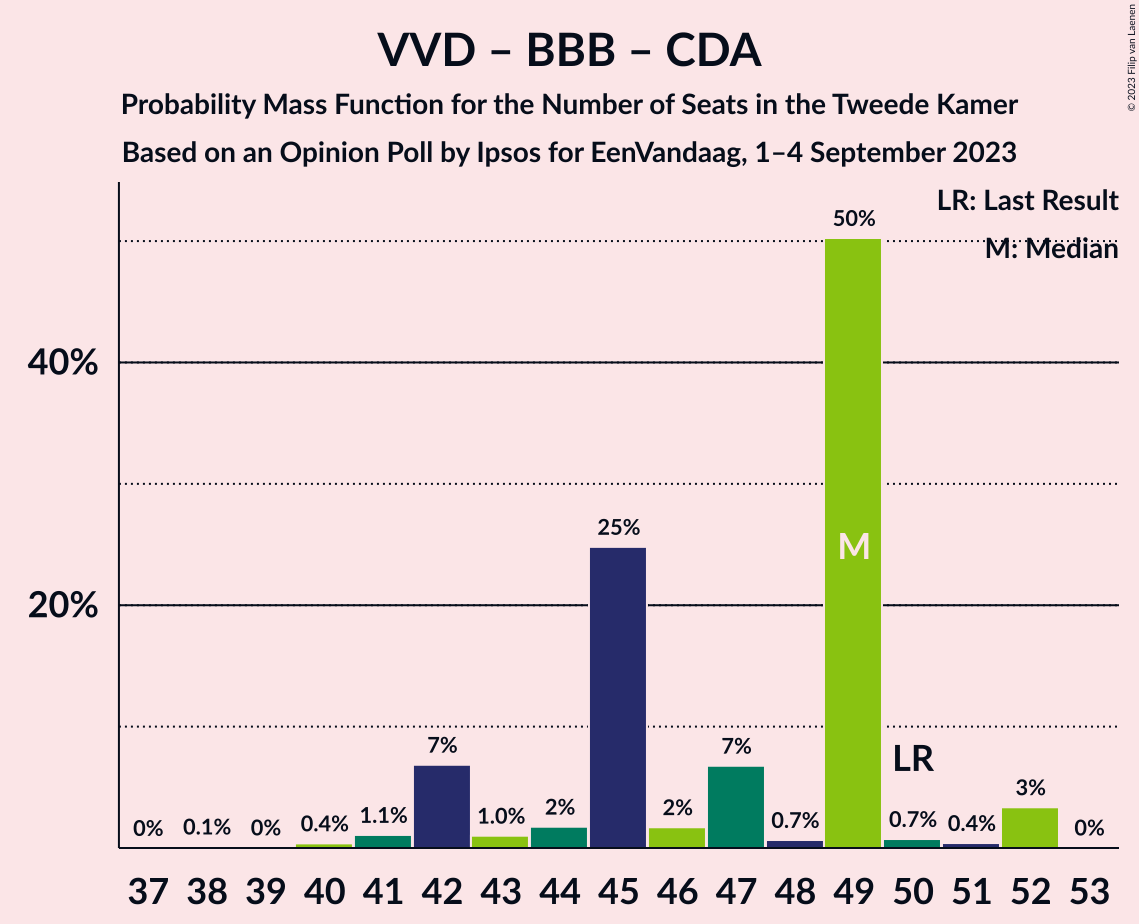 VVD – BBB – CDA
Probability Mass Function for the Number of Seats in the Tweede Kamer
Based on an Opinion Poll by Ipsos for EenVandaag, 1–4 September 2023
© 2023 Filip van Laenen
LR: Last Result
M: Median
40%
20%
0%
0.1%
0%
0.4%
1.1%
7%
1.0%
2%
25%
2%
7%
0.7%
50%
0.7%
0.4%
3%
0%
M
LR
37 38 39 40 41 42 43 44 45 46 47 48 49 50 51 52 53